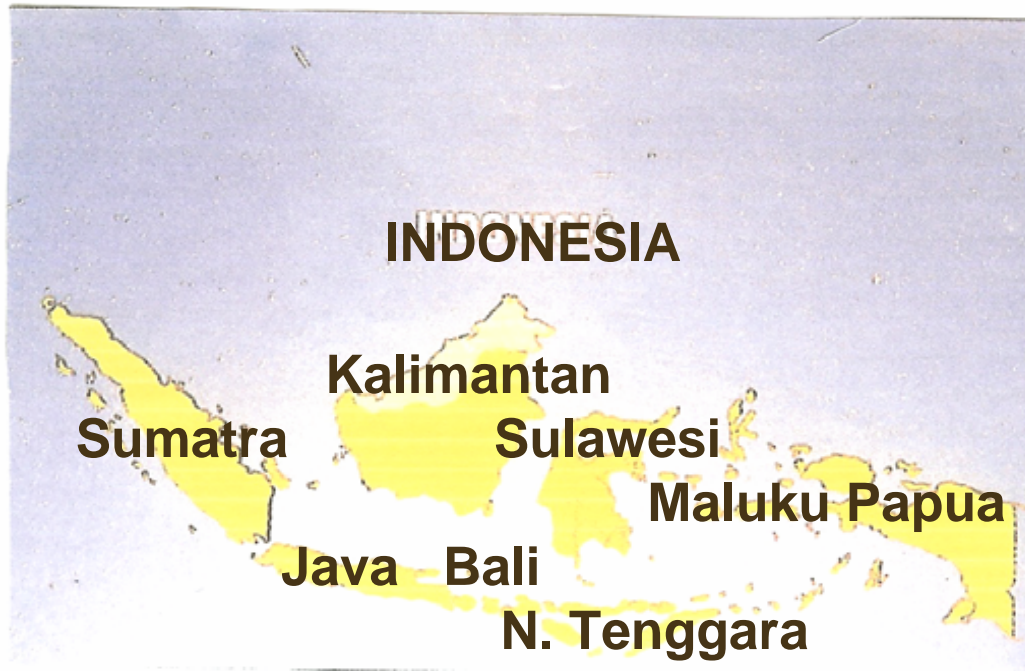 INDONESIA
Kalimantan
Sumatra Sulawesi
Maluku Papua
Java Bali
N. Tenggara